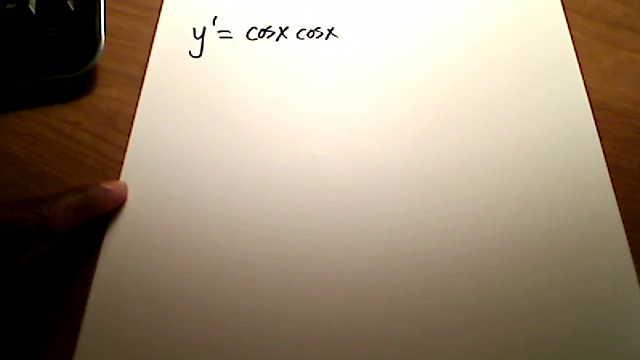 y' = cosx cosx